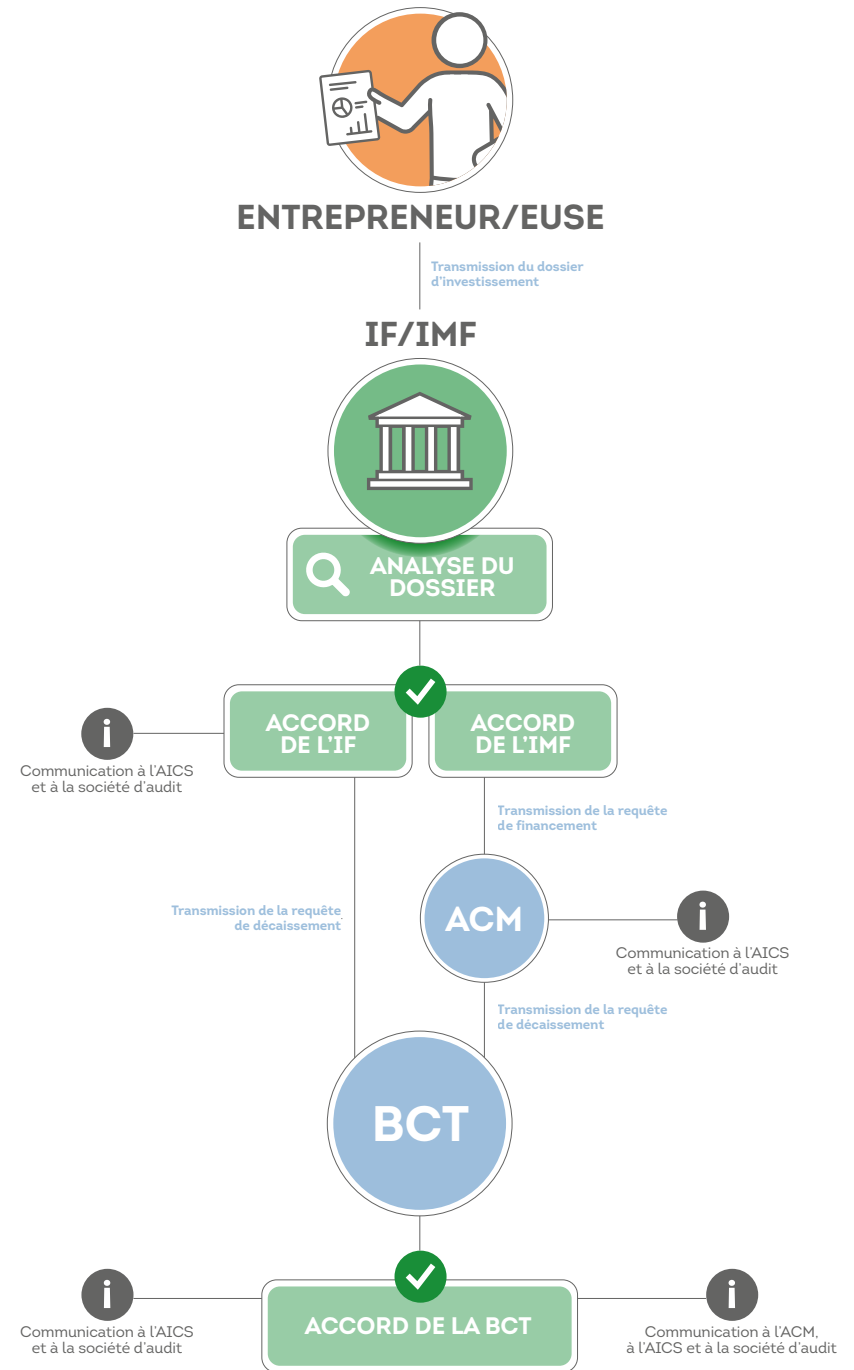 ENTREPRENEUR/EUSE
Transmission du dossier
d'investissement
IF/IMF
ANALYSE DU
DOSSIER
ACCORD
DE L'IF
ACCORD
DE L'IMF
i
Communication à l'AICS
et à la société d'audit
Transmission de la requête
de financement
Transmission de la requête
de décaissement
ACM
i
Communication à l'AICS
et à la société d'audit
Transmission de la requête
de décaissement
BCT
ACCORD DE LA BCT
i
Communication à l'AICS
et à la société d'audit
i
Communication à l'ACM,
à l'AICS et à la société d'audit